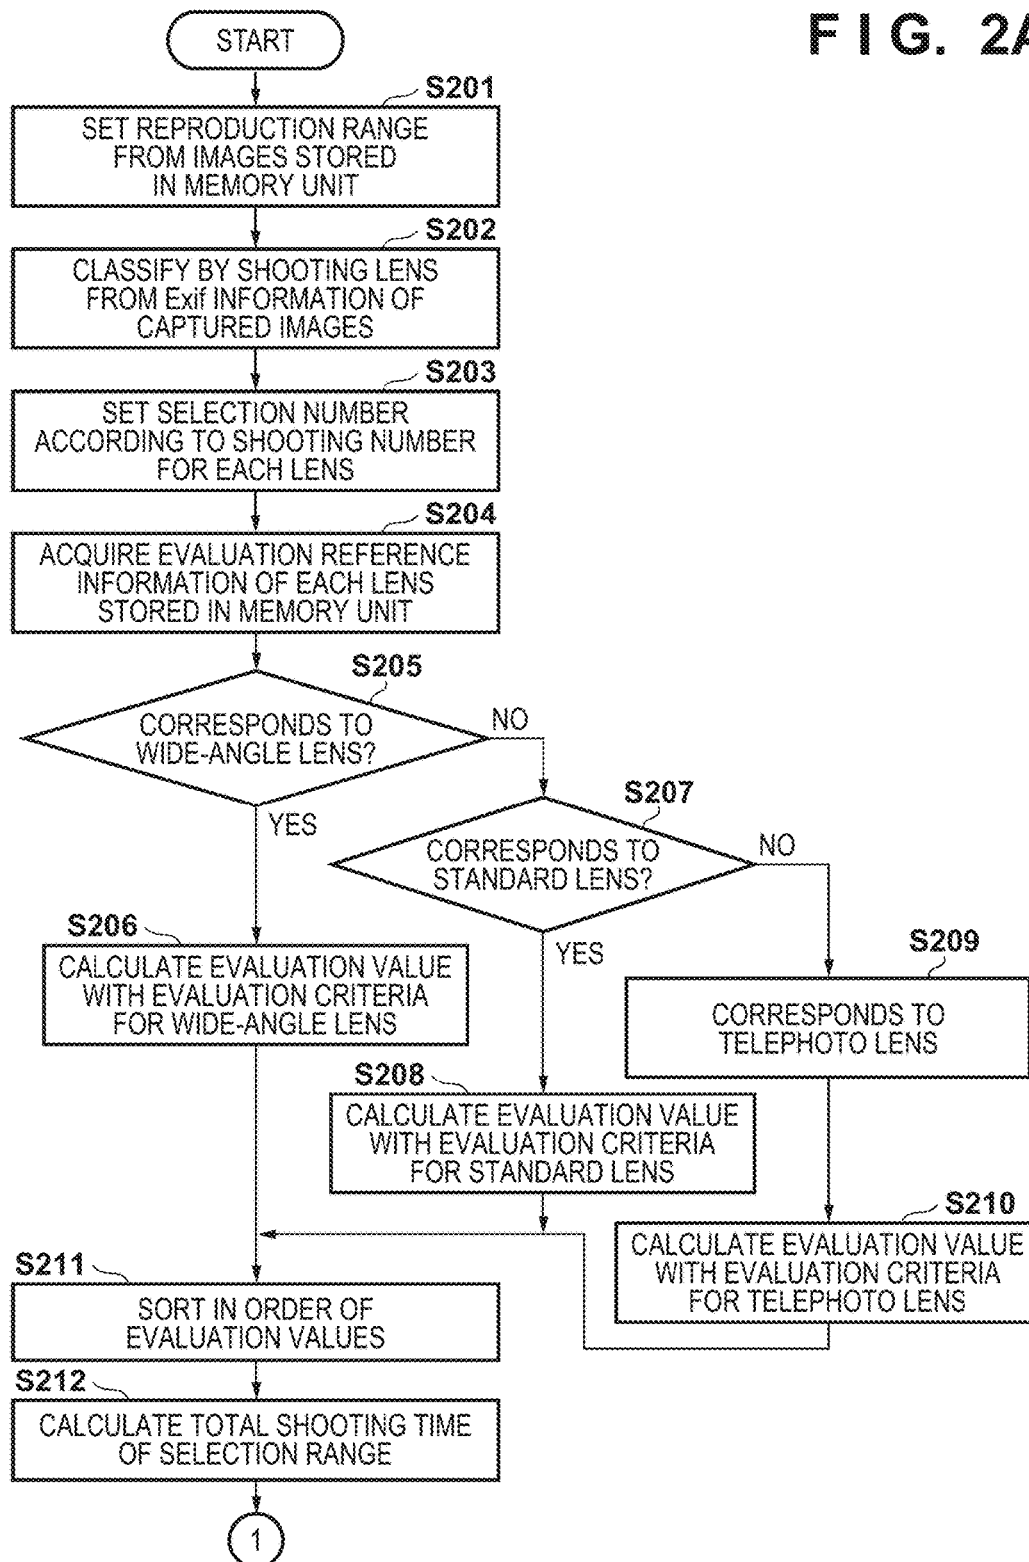 FIG. 2A
START
S201
SET REPRODUCTION RANGE
FROM IMAGES STORED
IN MEMORY UNIT
S202
CLASSIFY BY SHOOTING LENS
FROM Exif INFORMATION OF
CAPTURED IMAGES
S203
SET SELECTION NUMBER
ACCORDING TO SHOOTING NUMBER
FOR EACH LENS
S204
ACQUIRE EVALUATION REFERENCE
INFORMATION OF EACH LENS
STORED IN MEMORY UNIT
S205
CORRESPONDS TO
WIDE-ANGLE LENS?
NO
YES
S207
CORRESPONDS TO
STANDARD LENS?
NO
YES
S206
CALCULATE EVALUATION VALUE
WITH EVALUATION CRITERIA
FOR WIDE-ANGLE LENS
S209
CORRESPONDS TO
TELEPHOTO LENS
S208
CALCULATE EVALUATION VALUE
WITH EVALUATION CRITERIA
FOR STANDARD LENS
S210
CALCULATE EVALUATION VALUE
WITH EVALUATION CRITERIA
FOR TELEPHOTO LENS
S211
SORT IN ORDER OF
EVALUATION VALUES
S212
CALCULATE TOTAL SHOOTING TIME
OF SELECTION RANGE
1